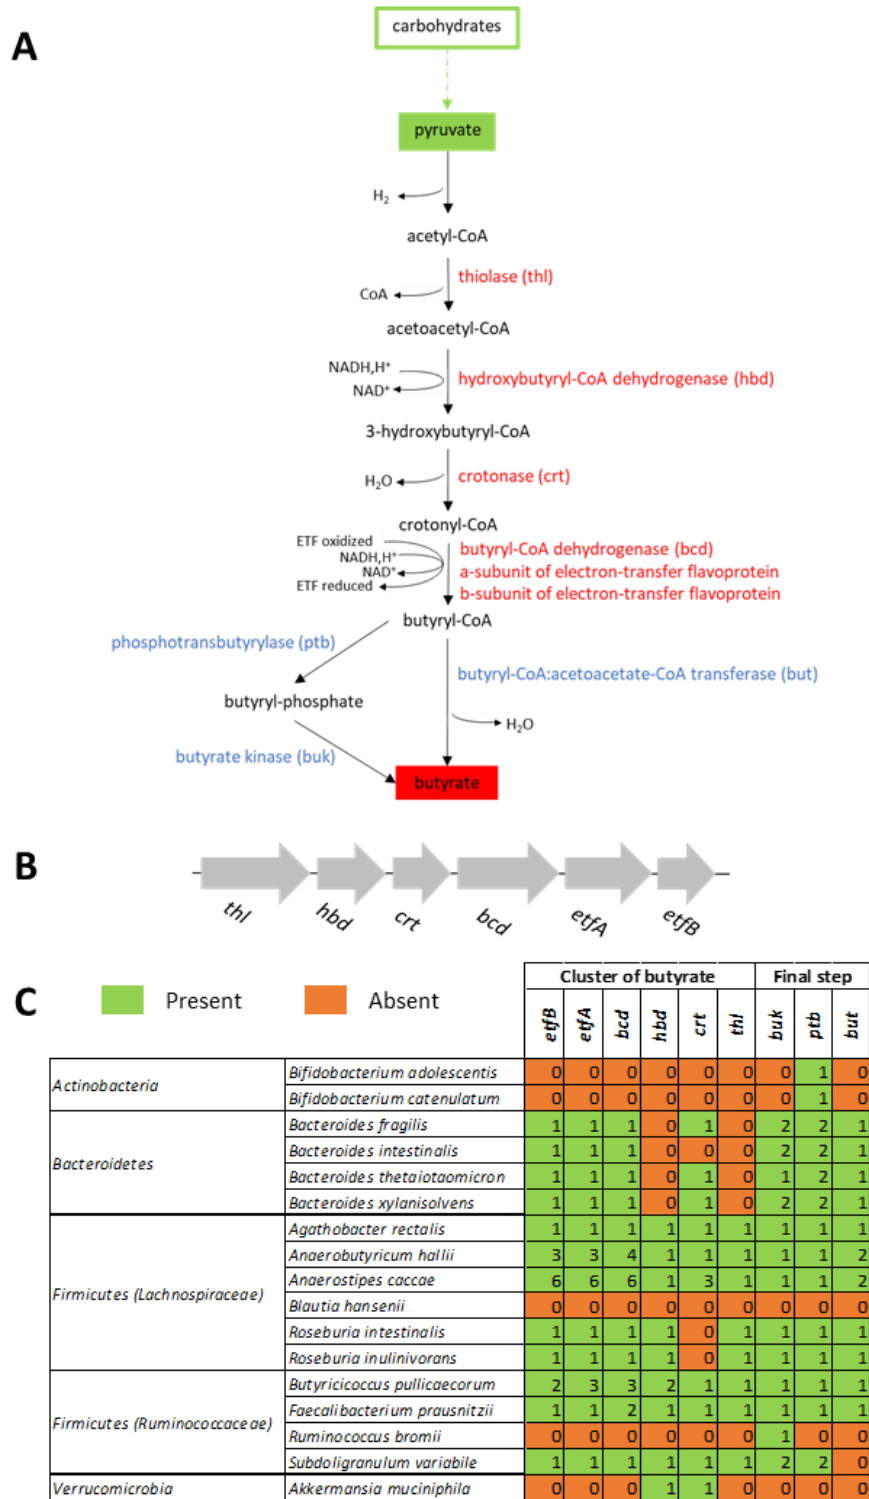 A
carbohydrates
pyruvate
H2
acetyl-CoA
thiolase (thl)
CoA
acetoacetyl-CoA
NADH,H+
hydroxybutyryl-CoA dehydrogenase (hbd)
NAD+
3-hydroxybutyryl-CoA
H2O
crotonase (crt)
crotonyl-CoA
ETF oxidized
butyryl-CoA dehydrogenase (bcd)
NADH,H+
NAD+
a-subunit of electron-transfer flavoprotein
ETF reduced
b-subunit of electron-transfer flavoprotein
butyryl-CoA
phosphotransbutyrylase (ptb)
butyryl-CoA:acetoacetate-CoA transferase (but)
butyryl-phosphate
H2O
butyrate kinase (buk)
butyrate
B
thl hbd crt bcd etfA etfB
C
Present Absent
Cluster of butyrate Final step
etfB etfA bcd hbd crt thl buk ptb but
Actinobacteria
Bifidobacterium adolescentis 0 0 0 0 0 0 0 1 0
Bifidobacterium catenulatum 0 0 0 0 0 0 0 1 0
Bacteroidetes
Bacteroides fragilis 1 1 1 0 1 0 2 2 1
Bacteroides intestinalis 1 1 1 0 0 0 2 2 1
Bacteroides thetaiotaomicron 1 1 1 0 1 0 1 2 1
Bacteroides xylanisolvens 1 1 1 0 1 0 2 2 1
Firmicutes (Lachnospiraceae)
Agathobacter rectalis 1 1 1 1 1 1 1 1 1
Anaerobutyricum hallii 3 3 4 1 1 1 1 1 2
Anaerostipes caccae 6 6 6 1 3 1 1 1 2
Blautia hansenii 0 0 0 0 0 0 0 0 0
Roseburia intestinalis 1 1 1 1 0 1 1 1 1
Roseburia inulinivorans 1 1 1 1 0 1 1 1 1
Firmicutes (Ruminococcaceae)
Butyricicoccus pullicaecorum 2 3 3 2 1 1 1 1 1
Faecalibacterium prausnitzii 1 1 2 1 1 1 1 1 1
Ruminococcus bromii 0 0 0 0 0 0 1 0 0
Subdoligranulum variabile 1 1 1 1 1 1 2 2 0
Verrucomicrobia
Akkermansia muciniphila 0 0 0 1 1 0 0 0 0